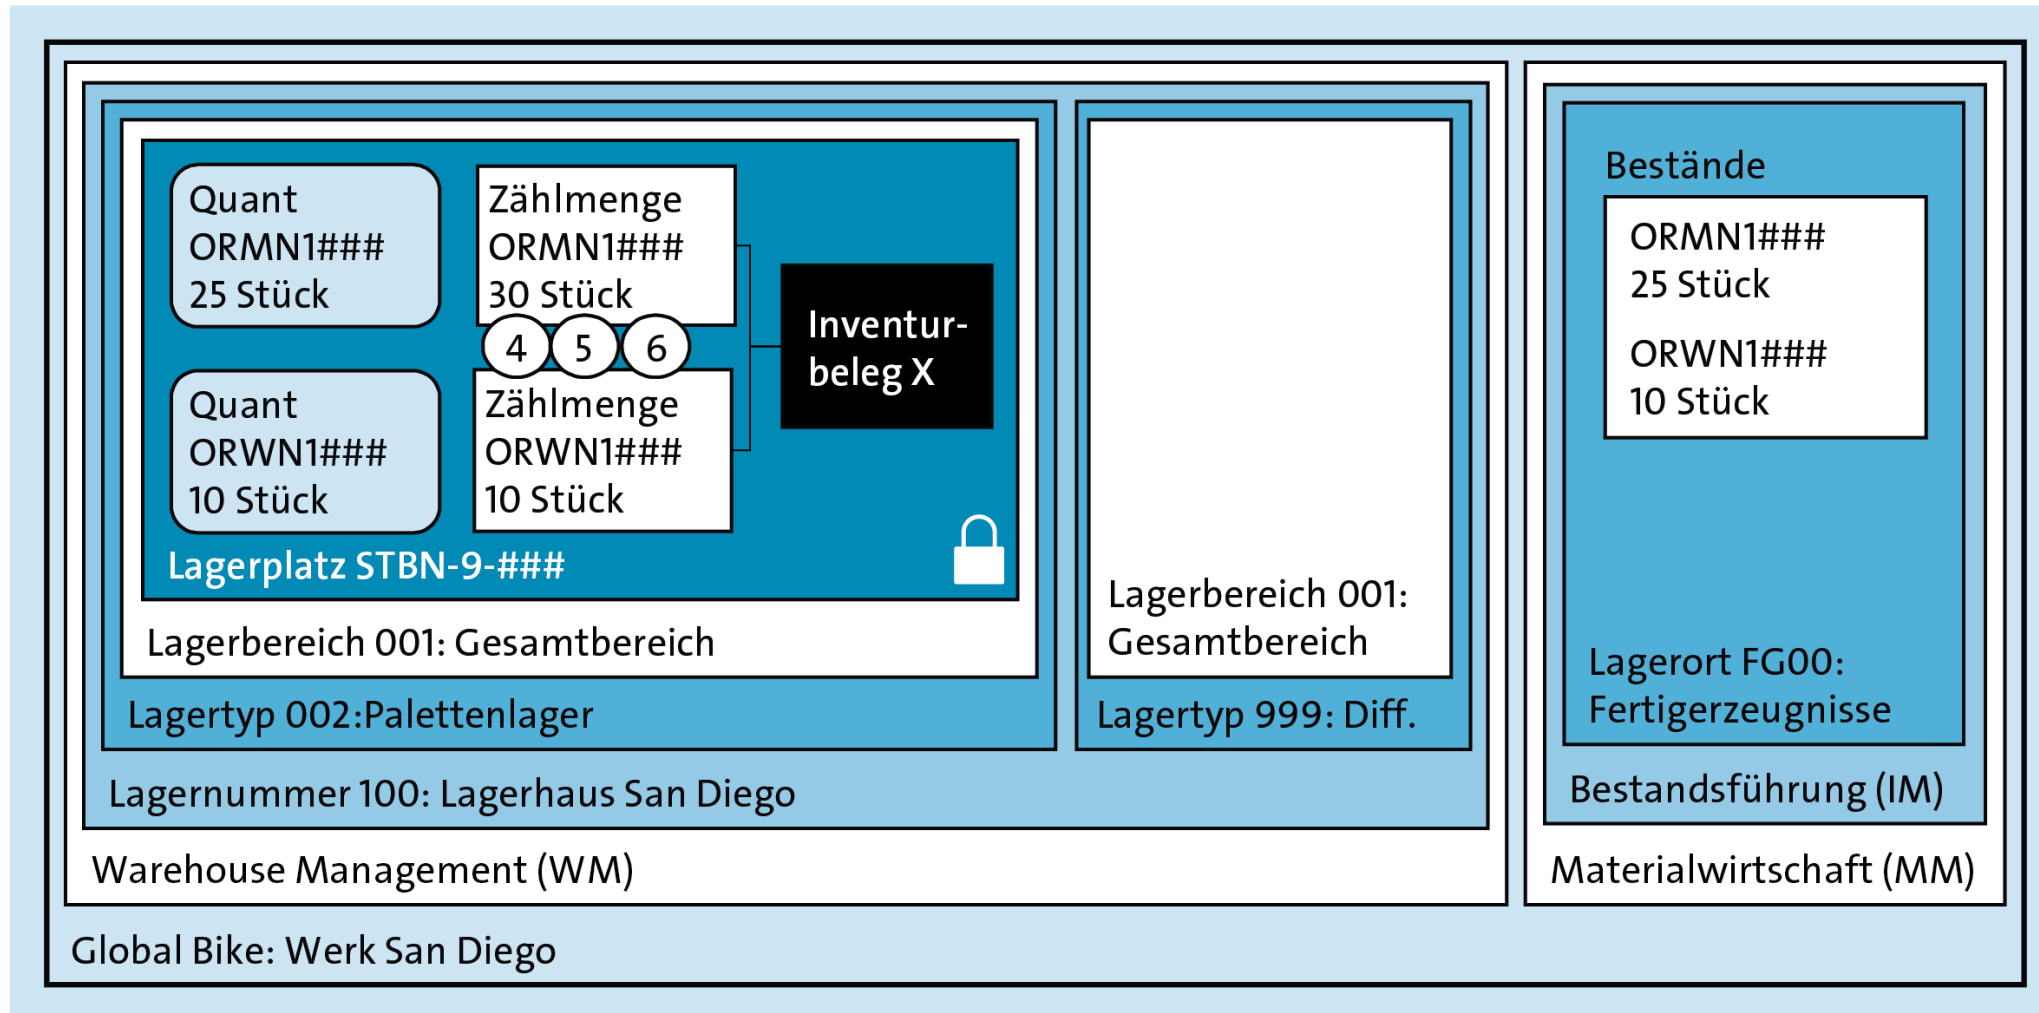 Quant
ORMN1###
25 Stück
Zählmenge
ORMN1###
30 Stück
4 5 6
Quant
ORWN1###
10 Stück
Zählmenge
ORWN1###
10 Stück
Inventur-
beleg X
Lagerplatz STBN-9-###
Lagerbereich 001: Gesamtbereich
Lagertyp 002:Palettenlager
Lagerbereich 001:
Gesamtbereich
Lagertyp 999: Diff.
Lagernummer 100: Lagerhaus San Diego
Warehouse Management (WM)
Bestände
ORMN1###
25 Stück
ORWN1###
10 Stück
Lagerort FG00:
Fertigerzeugnisse
Bestandsführung (IM)
Materialwirtschaft (MM)
Global Bike: Werk San Diego